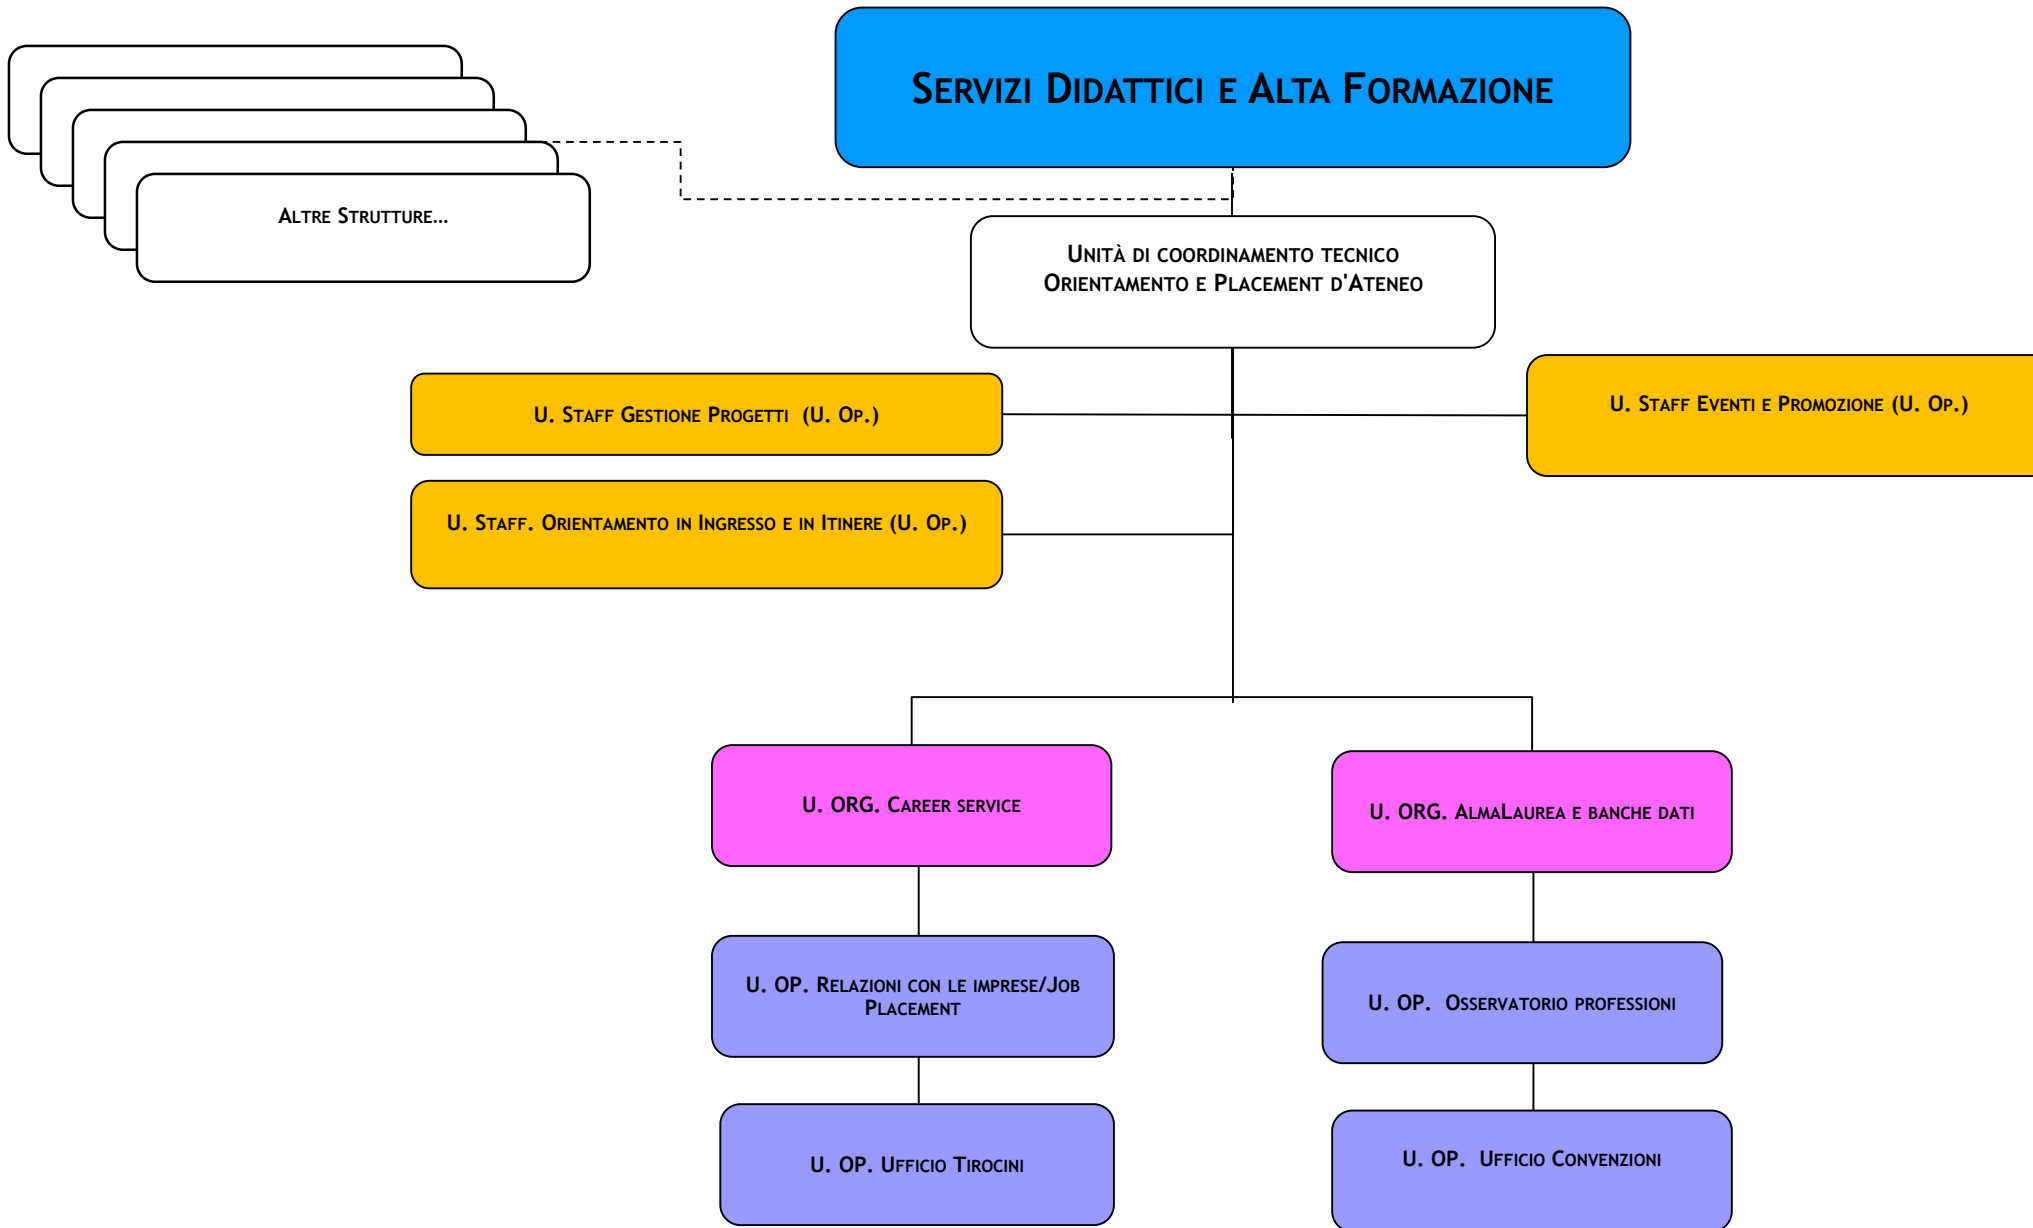 Servizi Didattici e Alta Formazione
Altre Strutture...
Unità di coordinamento tecnico
Orientamento e Placement d'Ateneo
U. Staff Gestione Progetti (U. Op.)
U. Staff Eventi e Promozione (U. Op.)
U. Staff. Orientamento in Ingresso e in Itinere (U. Op.)
U. ORG. Career service
U. ORG. AlmaLaurea e banche dati
U. OP. Relazioni con le imprese/Job
Placement
U. OP. Osservatorio professioni
U. OP. Ufficio Tirocini
U. OP. Ufficio Convenzioni